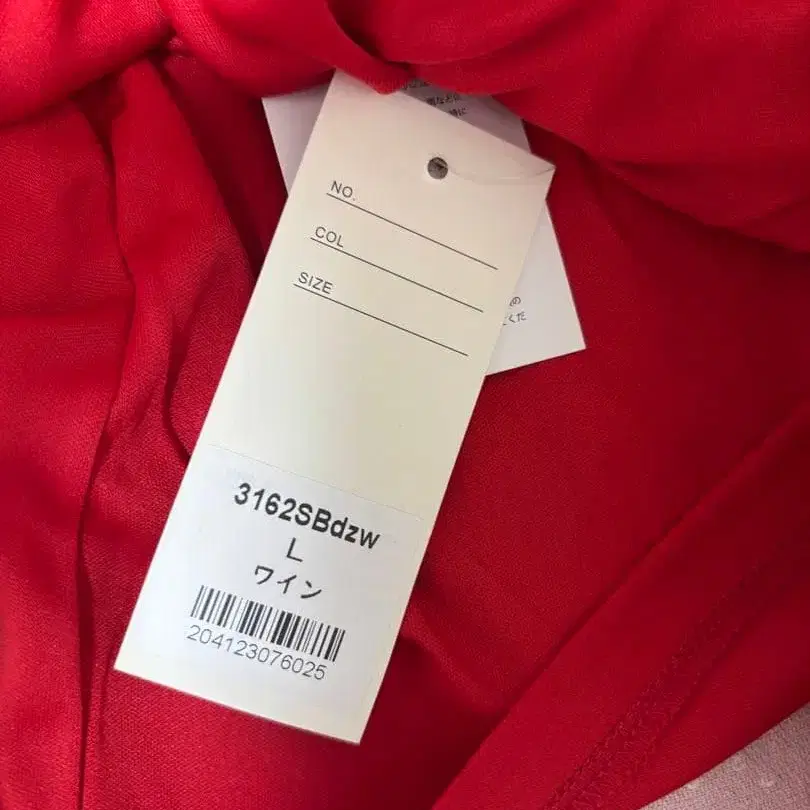 NO.
COL
SIZE
3162SBdzw
L
ワイン
204123076025